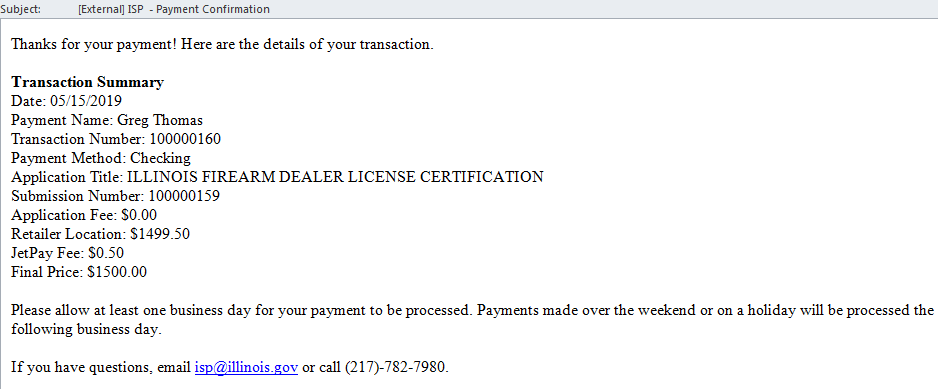 Subject: [External] ISP - Payment Confirmation
Thanks for your payment! Here are the details of your transaction.
Transaction Summary
Date: 05/15/2019
Payment Name: Greg Thomas
Transaction Number: 100000160
Payment Method: Checking
Application Title: ILLINOIS FIREARM DEALER LICENSE CERTIFICATION
Submission Number: 100000159
Application Fee: $0.00
Retailer Location: $1499.50
JetPay Fee: $0.50
Final Price: $1500.00
Please allow at least one business day for your payment to be processed. Payments made over the weekend or on a holiday will be processed the
following business day.
If you have questions, email isp@illinois.gov or call (217)-782-7980.